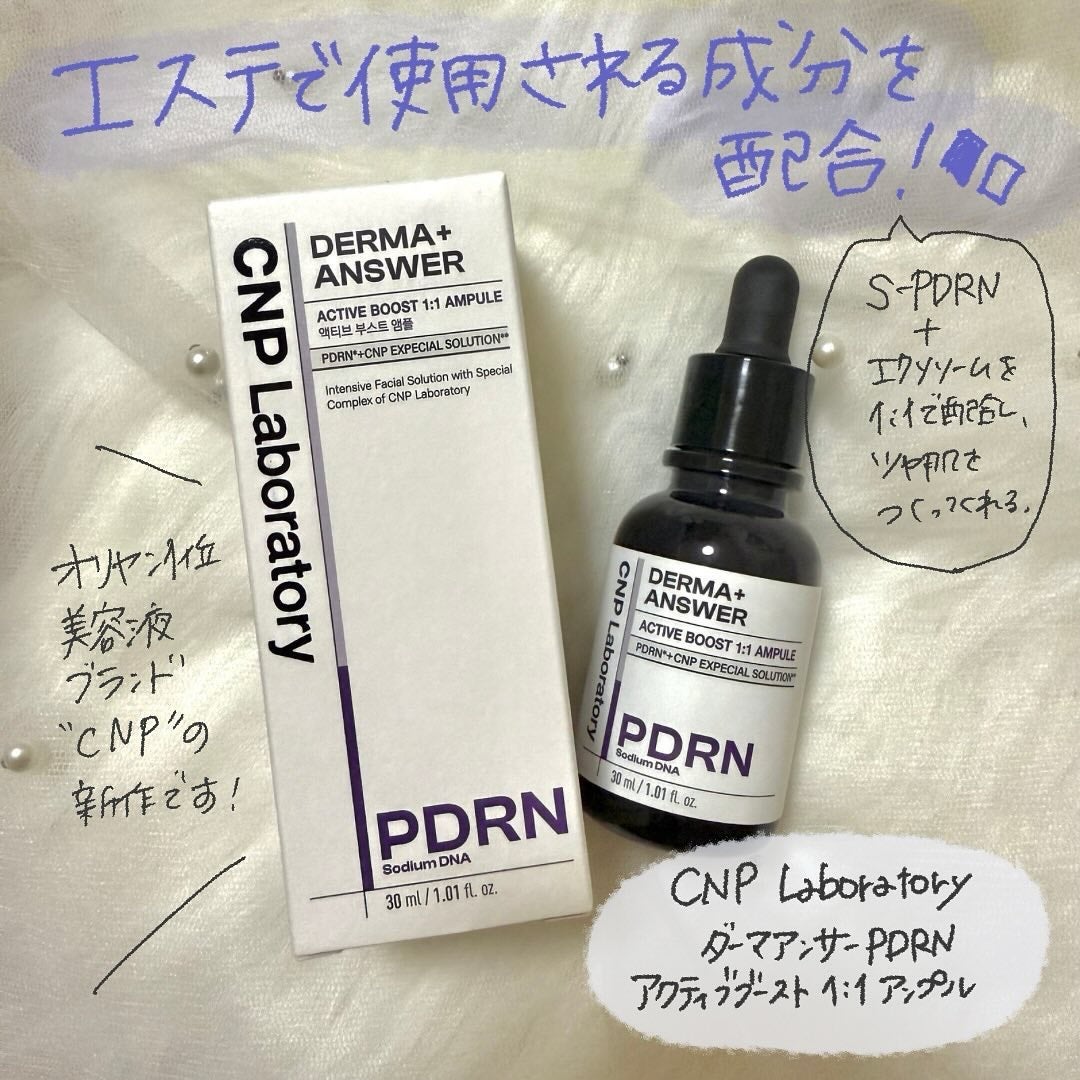 エステで使用される成分を
配合!
S-PDRN
+
エクソソームを
1:1で配合し、
ツヤ肌を
つくってくれる。
CNP Laboratory
DERMA+
ANSWER
ACTIVE BOOST 1:1 AMPULE
액티브 부스트 앰플
PDRN*+CNP EXPECIAL SOLUTION**
Intensive Facial Solution with Special
Complex of CNP Laboratory
PDRN
Sodium DNA
30 ml / 1.01 fl. oz.
CNP Laboratory
DERMA+
ANSWER
ACTIVE BOOST 1:1 AMPULE
PDRN*+CNP EXPECIAL SOLUTION**
PDRN
Sodium DNA
30 ml / 1.01 fl. oz.
オリヤン1位
美容液
ブランド
"CNP"の
新作です!
CNP Laboratory
ダーマアンサーPDRN
アクティブブースト 1:1 アンプル